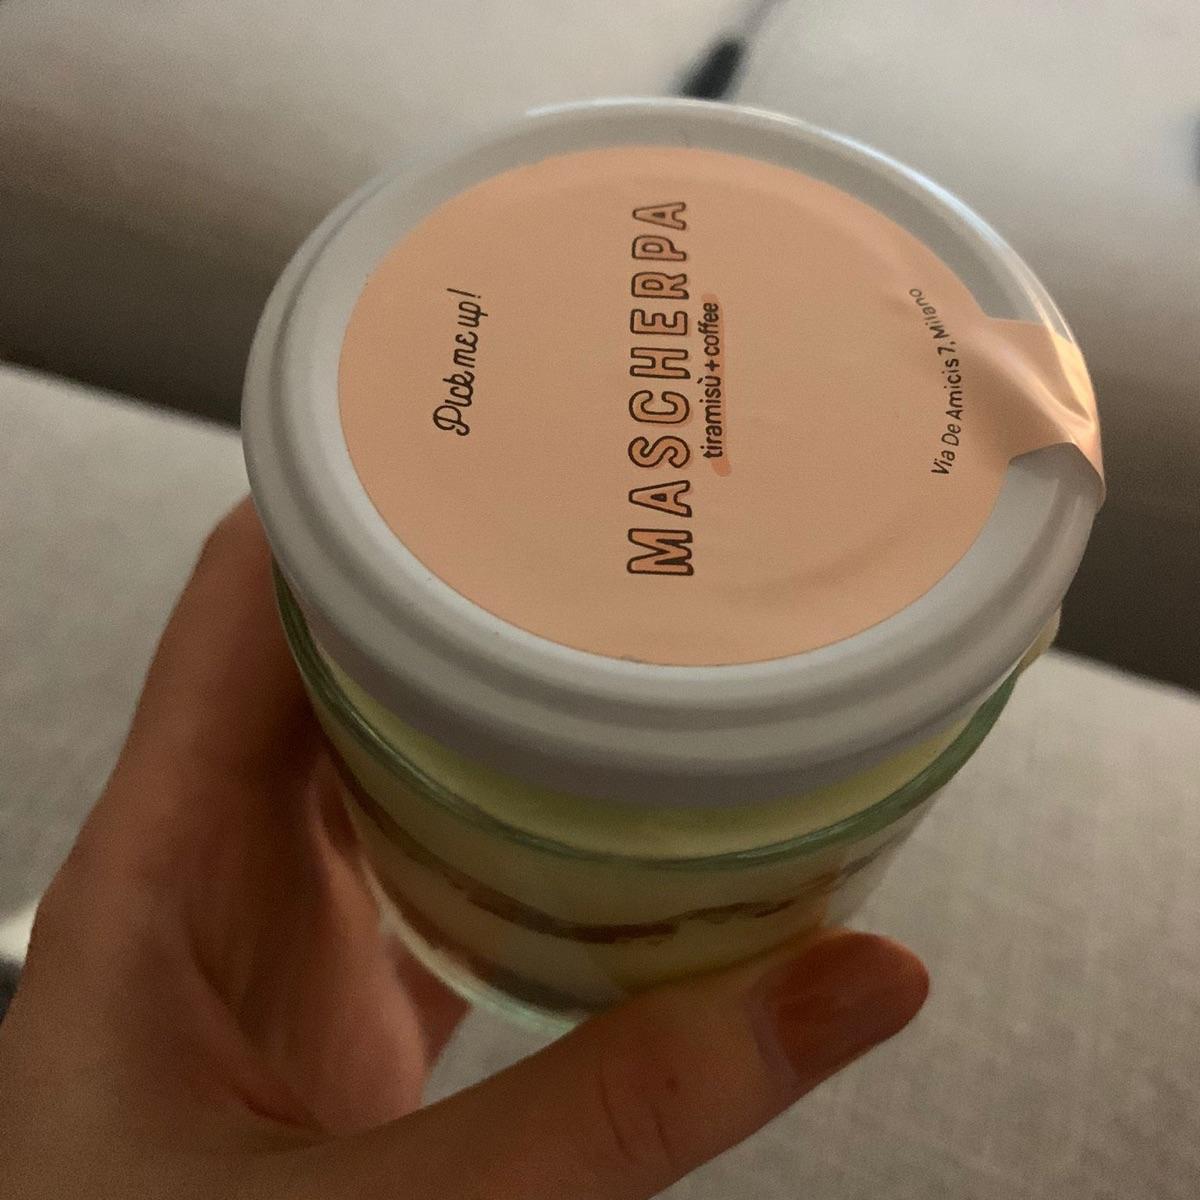 Pick me up!
MASCHERPA
tiramisù + coffee
Via De Amicis 7, Milano